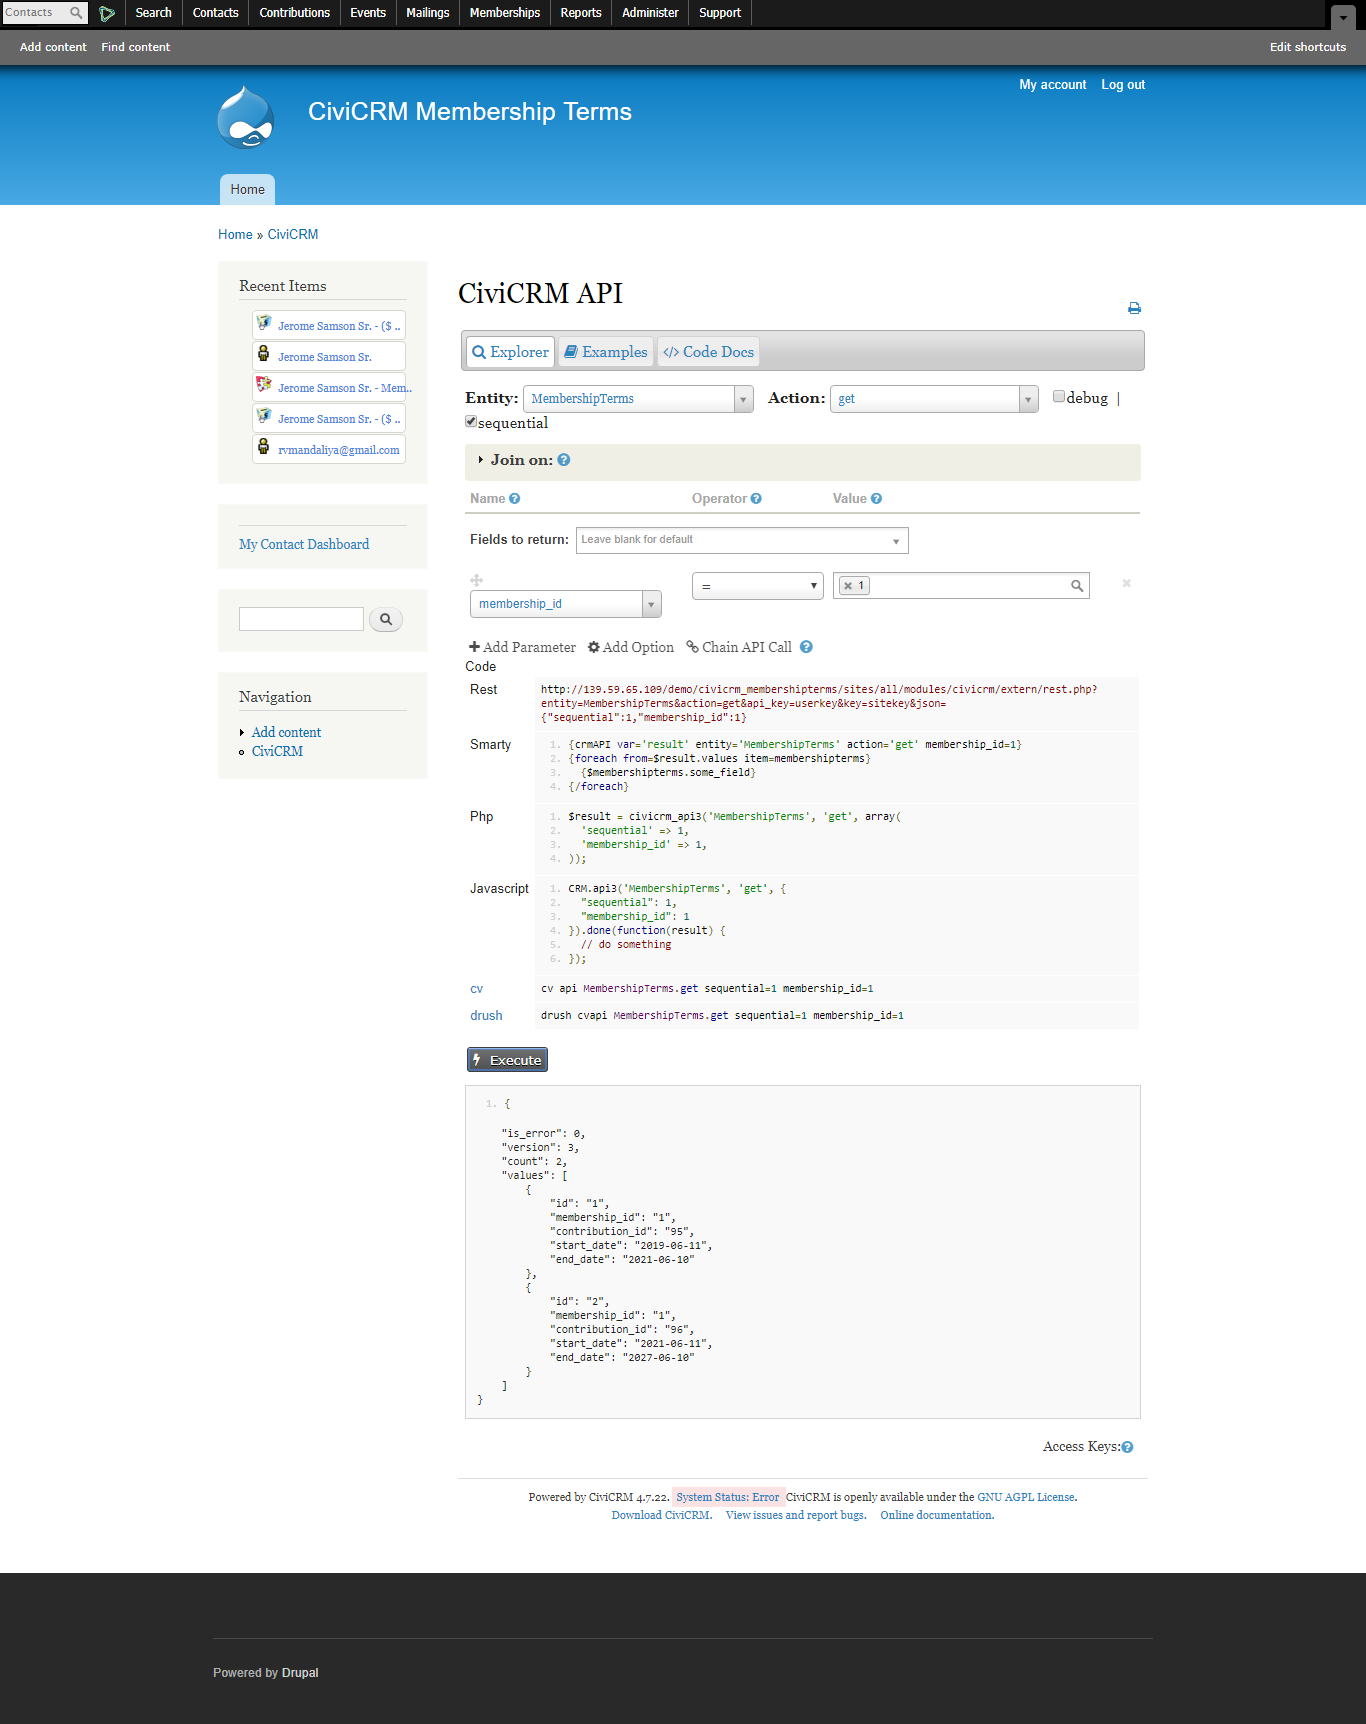 Contacts Search Contacts Contributions Events Mailings Memberships Reports Administer Support
Add content Find content Edit shortcuts
My account Log out
CiviCRM Membership Terms
Home
Home » CiviCRM
Recent Items
Jerome Samson Sr. - ($ ..
Jerome Samson Sr.
Jerome Samson Sr. - Mem..
Jerome Samson Sr. - ($ ..
rvmandaliya@gmail.com
My Contact Dashboard
Navigation
Add content
CiviCRM
CiviCRM API
Explorer Examples </> Code Docs
Entity: MembershipTerms Action: get debug |
sequential
Join on:
Name Operator Value
Fields to return: Leave blank for default
membership_id = × 1
Add Parameter Add Option Chain API Call
Code
Rest
http://139.59.65.109/demo/civicrm_membershipterms/sites/all/modules/civicrm/extern/rest.php?
entity=MembershipTerms&action=get&api_key=userkey&key=sitekey&json=
{"sequential":1,"membership_id":1}
Smarty
1. {crmAPI var='result' entity='MembershipTerms' action='get' membership_id=1}
2. {foreach from=$result.values item=membershipterms}
3. {$membershipterms.some_field}
4. {/foreach}
Php
1. $result = civicrm_api3('MembershipTerms', 'get', array(
2. 'sequential' => 1,
3. 'membership_id' => 1,
4. ));
Javascript
1. CRM.api3('MembershipTerms', 'get', {
2. "sequential": 1,
3. "membership_id": 1
4. }).done(function(result) {
5. // do something
6. });
cv cv api MembershipTerms.get sequential=1 membership_id=1
drush drush cvapi MembershipTerms.get sequential=1 membership_id=1
Execute
1. {
"is_error": 0,
"version": 3,
"count": 2,
"values": [
{
"id": "1",
"membership_id": "1",
"contribution_id": "95",
"start_date": "2019-06-11",
"end_date": "2021-06-10"
},
{
"id": "2",
"membership_id": "1",
"contribution_id": "96",
"start_date": "2021-06-11",
"end_date": "2027-06-10"
}
]
}
Access Keys:
Powered by CiviCRM 4.7.22. System Status: Error CiviCRM is openly available under the GNU AGPL License.
Download CiviCRM. View issues and report bugs. Online documentation.
Powered by Drupal